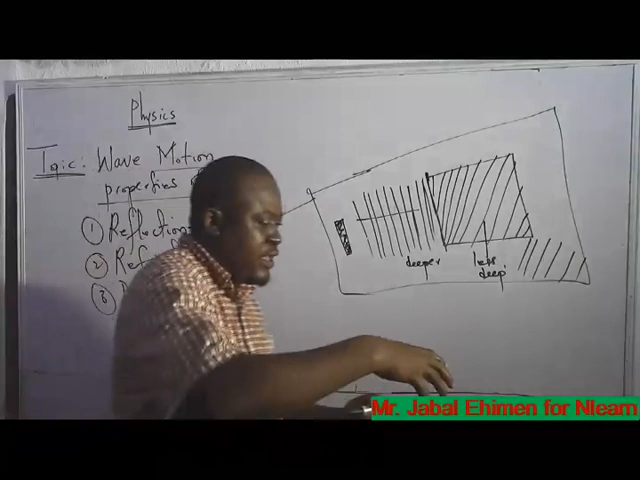 Physics
Topic: Wave Motion
properties
① Reflection
② Ref
③
deeper
less
deep
Mr. Jabal Ehimen for Nlearn